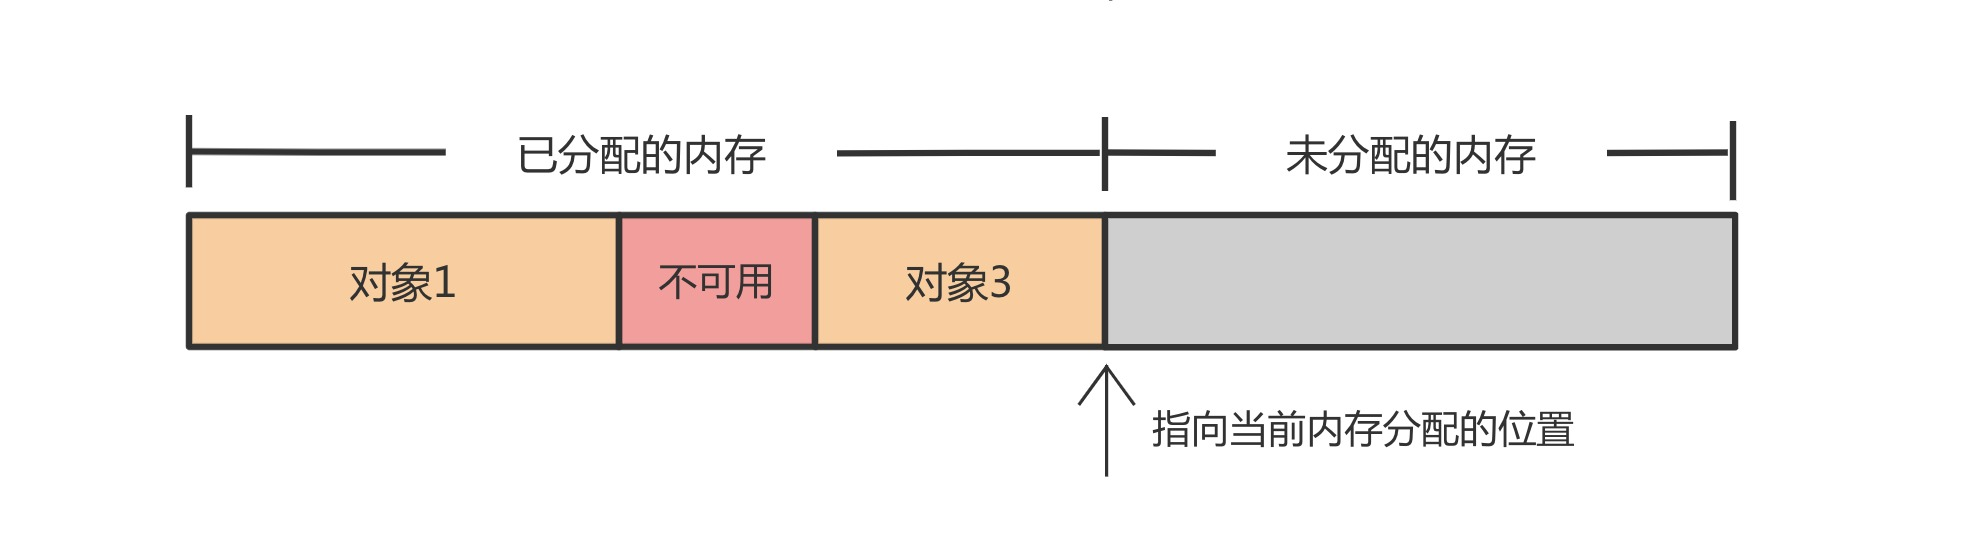 已分配的内存
未分配的内存
对象1
不可用
对象3
指向当前内存分配的位置